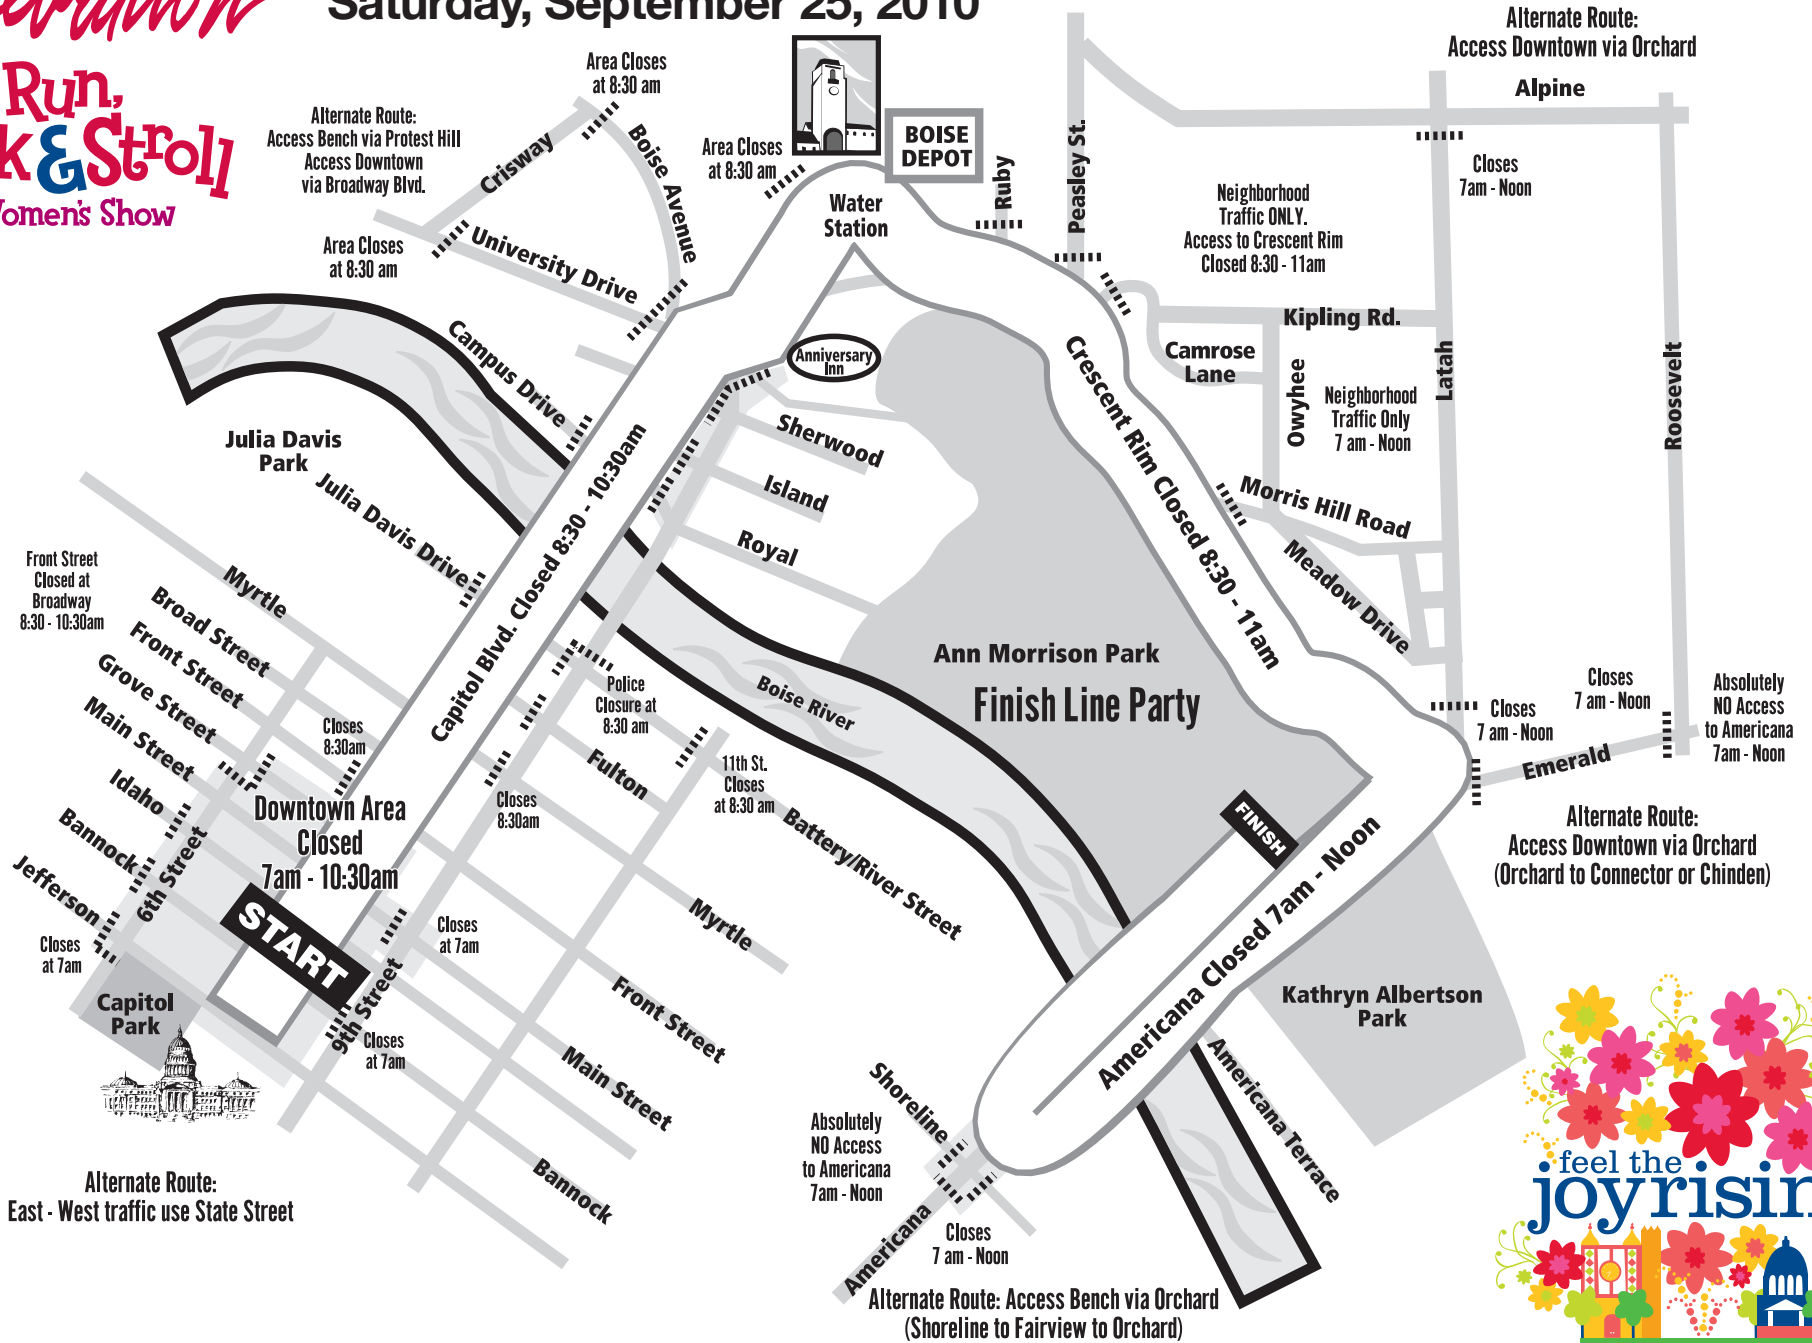 Saturday, September 25, 2010
Run,
k&Stroll
Women's Show
Alternate Route:
Access Bench via Protest Hill
Access Downtown
via Broadway Blvd.
Area Closes
at 8:30 am
Area Closes
at 8:30 am
Area Closes
at 8:30 am
Crisway
Boise Avenue
University Drive
Campus Drive
BOISE
DEPOT
Water
Station
Ruby
Peasley St.
Alternate Route:
Access Downtown via Orchard
Alpine
Closes
7am - Noon
Neighborhood
Traffic ONLY.
Access to Crescent Rim
Closed 8:30 - 11am
Kipling Rd.
Camrose
Lane
Owyhee
Neighborhood
Traffic Only
7 am - Noon
Latah
Roosevelt
Morris Hill Road
Meadow Drive
Crescent Rim Closed 8:30 - 11am
Anniversary
Inn
Sherwood
Island
Royal
Julia Davis
Park
Julia Davis Drive
Capitol Blvd. Closed 8:30 - 10:30am
Front Street
Closed at
Broadway
8:30 - 10:30am
Myrtle
Broad Street
Front Street
Grove Street
Main Street
Idaho
Bannock
Jefferson
6th Street
Closes
8:30am
Downtown Area
Closed
7am - 10:30am
START
Closes
at 7am
Capitol
Park
9th Street
Closes
at 7am
Closes
at 7am
Closes
8:30am
Police
Closure at
8:30 am
Fulton
11th St.
Closes
at 8:30 am
Battery/River Street
Myrtle
Front Street
Main Street
Bannock
Boise River
Ann Morrison Park
Finish Line Party
FINISH
Americana Closed 7am - Noon
Closes
7 am - Noon
Closes
7 am - Noon
Absolutely
NO Access
to Americana
7am - Noon
Emerald
Alternate Route:
Access Downtown via Orchard
(Orchard to Connector or Chinden)
Kathryn Albertson
Park
Americana Terrace
Shoreline
Absolutely
NO Access
to Americana
7am - Noon
Americana
Closes
7 am - Noon
Alternate Route: Access Bench via Orchard
(Shoreline to Fairview to Orchard)
Alternate Route:
East - West traffic use State Street
feel the
joyrisin